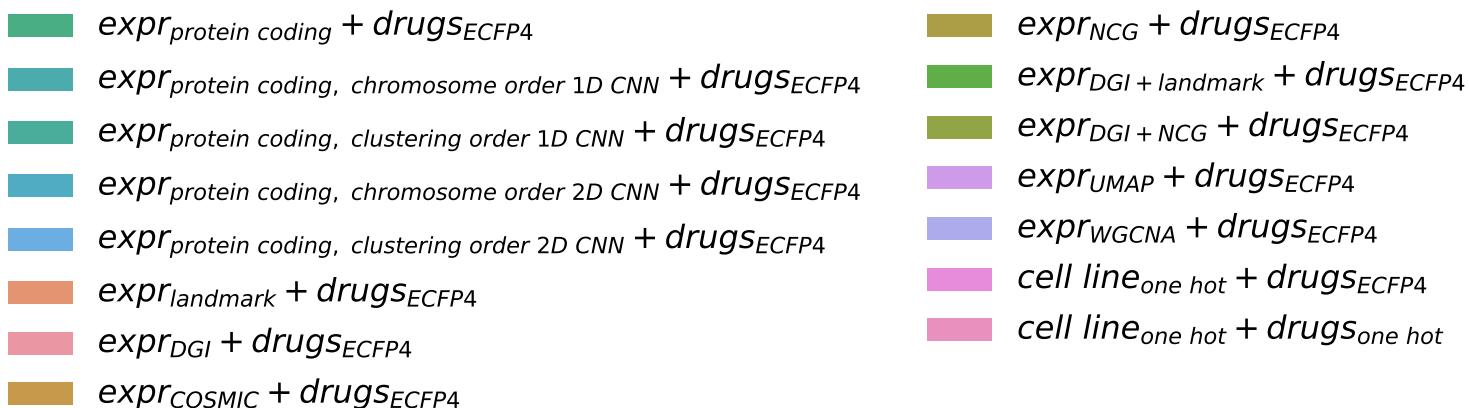 expr_protein coding + drugs_ECFP4
expr_protein coding, chromosome order 1D CNN + drugs_ECFP4
expr_protein coding, clustering order 1D CNN + drugs_ECFP4
expr_protein coding, chromosome order 2D CNN + drugs_ECFP4
expr_protein coding, clustering order 2D CNN + drugs_ECFP4
expr_landmark + drugs_ECFP4
expr_DGI + drugs_ECFP4
expr_COSMIC + drugs_ECFP4
expr_NCG + drugs_ECFP4
expr_DGI + landmark + drugs_ECFP4
expr_DGI + NCG + drugs_ECFP4
expr_UMAP + drugs_ECFP4
expr_WGCNA + drugs_ECFP4
cell line_one hot + drugs_ECFP4
cell line_one hot + drugs_one hot